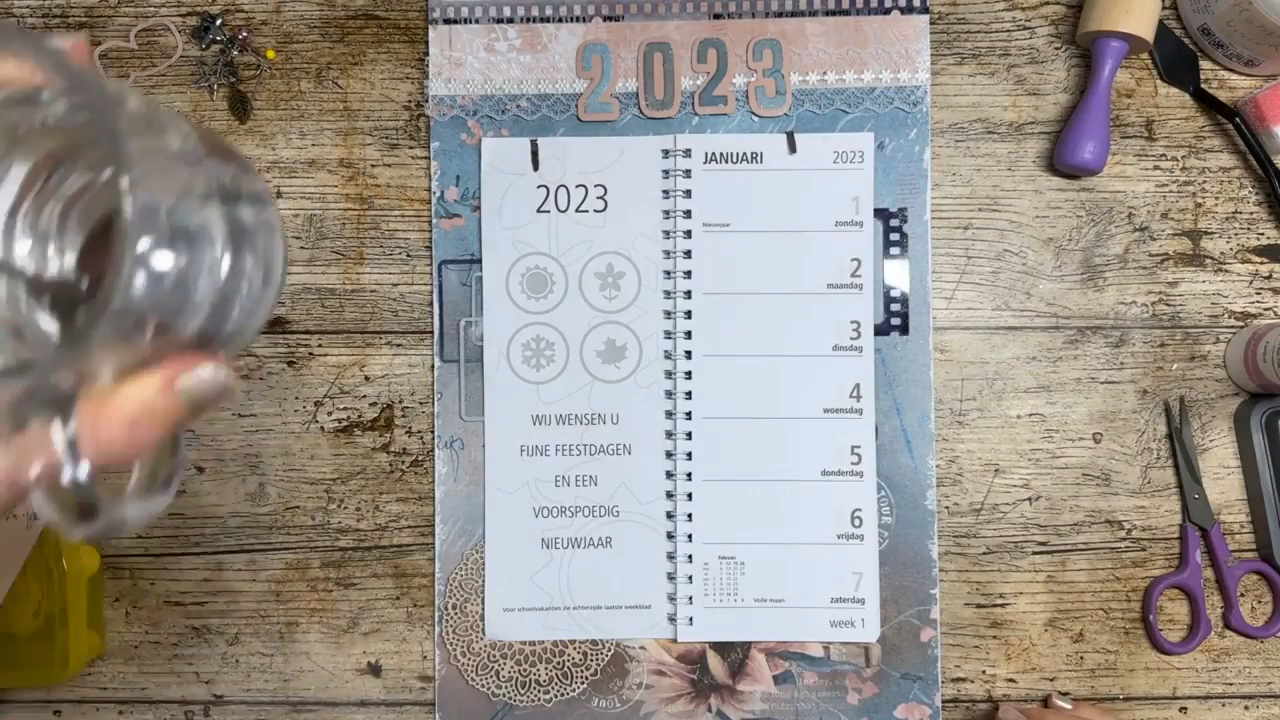 2023
2023
WIJ WENSEN U
FIJNE FEESTDAGEN
EN EEN
VOORSPOEDIG
NIEUWJAAR
Voor schoolvakanties zie achterzijde laatste weekblad
JANUARI 2023
1
Nieuwjaar zondag
2
maandag
3
dinsdag
4
woensdag
5
donderdag
6
vrijdag
Februari
7
Volle maan zaterdag
week 1